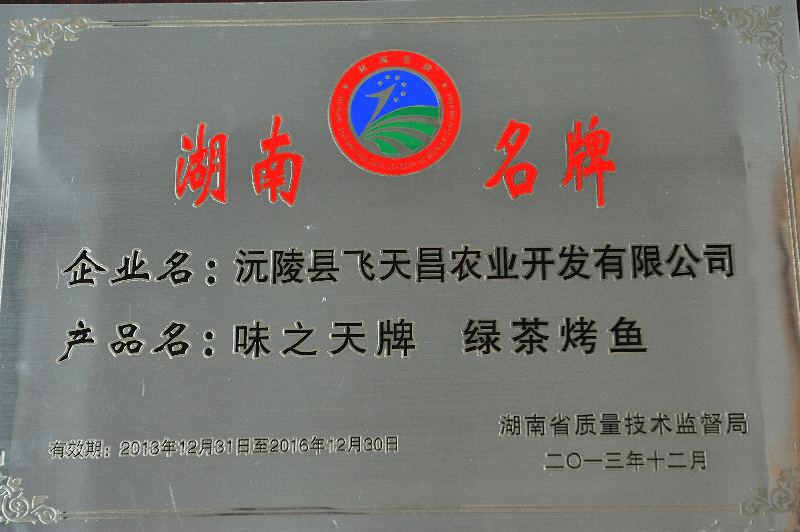 湖南名牌
企业名：沅陵县飞天昌农业开发有限公司
产品名：味之天牌 绿茶烤鱼
有效期：2013年12月31日至2016年12月30日
湖南省质量技术监督局
二〇一三年十二月